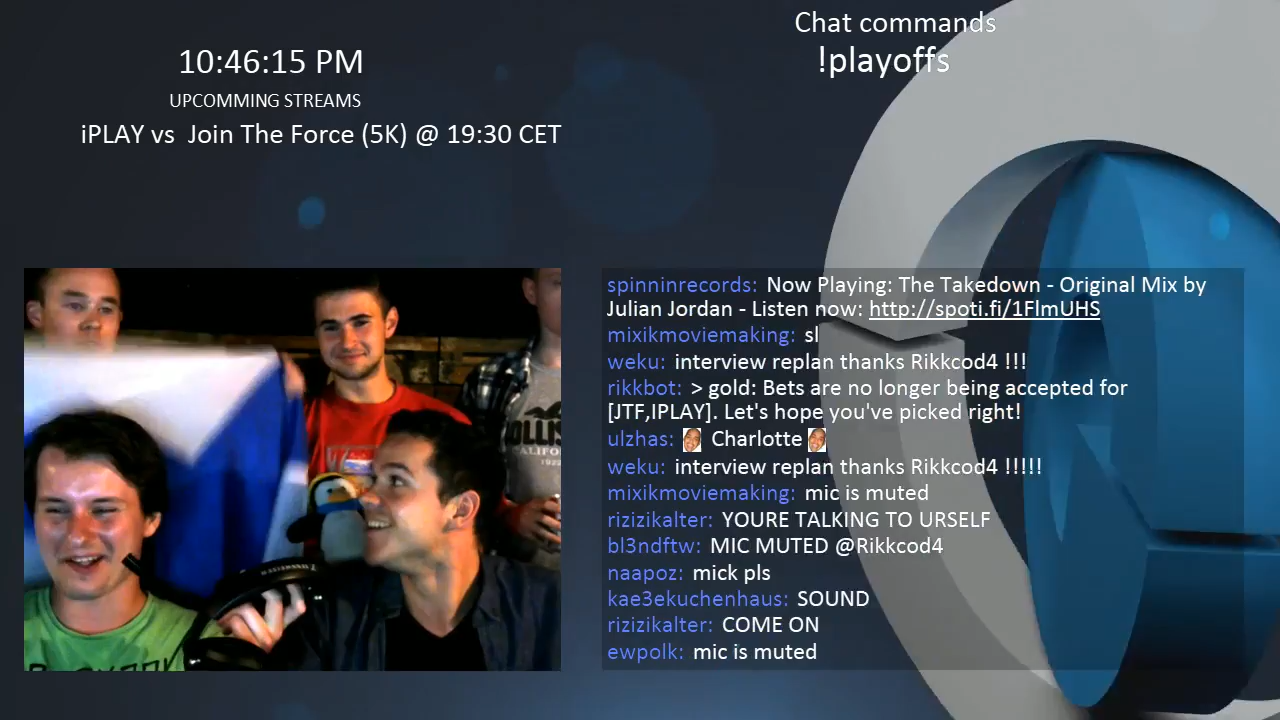 Chat commands
!playoffs
10:46:15 PM
UPCOMMING STREAMS
iPLAY vs Join The Force (5K) @ 19:30 CET
spinninrecords: Now Playing: The Takedown - Original Mix by
Julian Jordan - Listen now: http://spoti.fi/1FlmUHS
mixikmoviemaking: sl
weku: interview replan thanks Rikkcod4 !!!
rikkbot: > gold: Bets are no longer being accepted for
[JTF,IPLAY]. Let's hope you've picked right!
ulzhas: Charlotte
weku: interview replan thanks Rikkcod4 !!!!!
mixikmoviemaking: mic is muted
rizizikalter: YOURE TALKING TO URSELF
bl3ndftw: MIC MUTED @Rikkcod4
naapoz: mick pls
kae3ekuchenhaus: SOUND
rizizikalter: COME ON
ewpolk: mic is muted